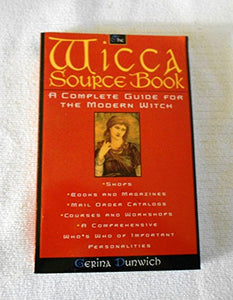 The
Wicca
Source Book
A Complete Guide for
the Modern Witch
•Shops
•Books and Magazines
•Mail Order Catalogs
•Courses and Workshops
•A Comprehensive
Who's Who of Important
Personalities
Gerina Dunwich